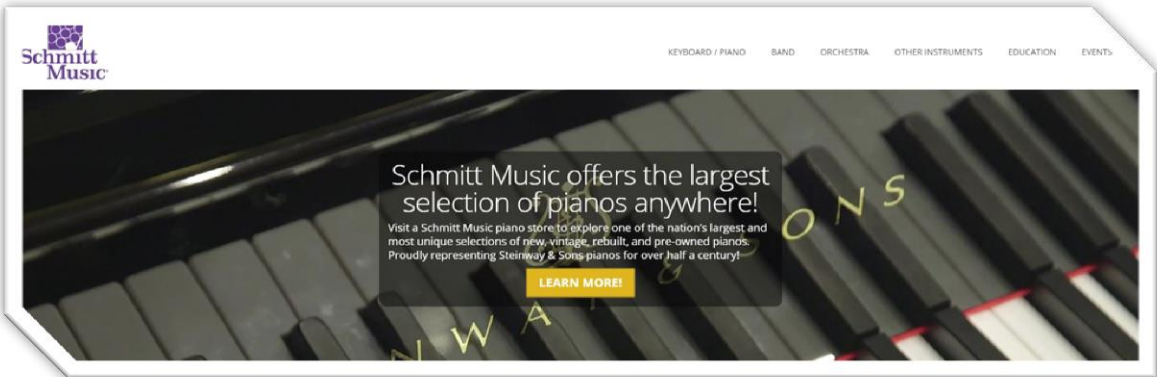 Schmitt
Music
KEYBOARD / PIANO
BAND
ORCHESTRA
OTHER INSTRUMENTS
EDUCATION
EVENTS
Schmitt Music offers the largest
selection of pianos anywhere!
Visit a Schmitt Music piano store to explore one of the nation's largest and
most unique selections of new, vintage, rebuilt, and pre-owned pianos.
Proudly representing Steinway & Sons pianos for over half a century!
LEARN MORE!
N W A Y & S O N S